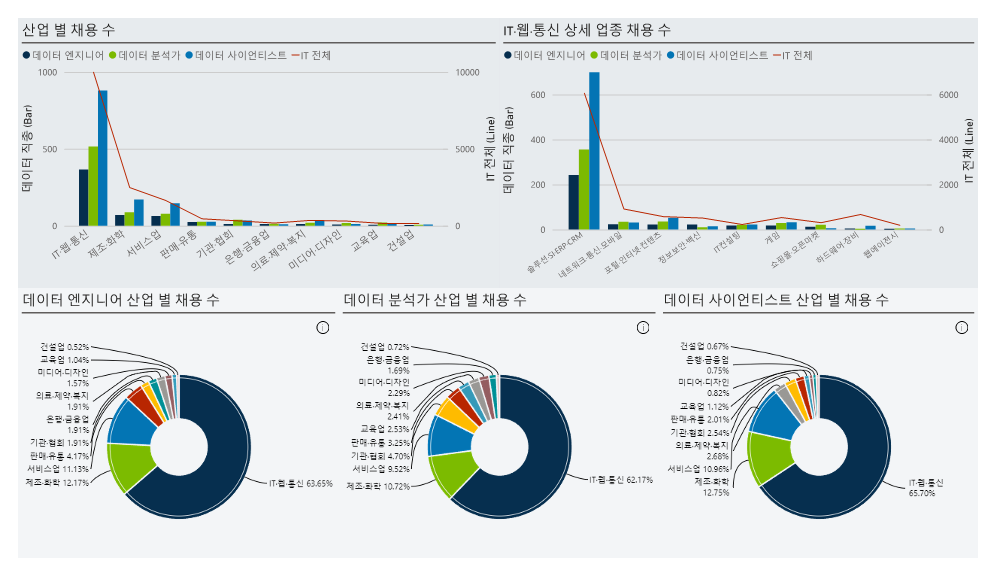 산업 별 채용 수
데이터 엔지니어 데이터 분석가 데이터 사이언티스트 IT 전체
데이터 직종 (Bar)
1000
500
0
10000
5000
0
IT 전체 (Line)
IT·웹·통신
제조·화학
서비스업
판매·유통
기관·협회
은행·금융업
의료·제약·복지
미디어·디자인
교육업
건설업
IT·웹·통신 상세 업종 채용 수
데이터 엔지니어 데이터 분석가 데이터 사이언티스트 IT 전체
데이터 직종 (Bar)
600
400
200
0
6000
4000
2000
0
IT 전체 (Line)
솔루션·SI·ERP·CRM
네트워크·통신·모바일
포털·인터넷·컨텐츠
정보보안·백신
IT컨설팅
게임
쇼핑몰·오픈마켓
하드웨어·장비
웹에이전시
데이터 엔지니어 산업 별 채용 수
건설업 0.52%
교육업 1.04%
미디어·디자인
1.57%
의료·제약·복지
1.91%
은행·금융업
1.91%
기관·협회 1.91%
판매·유통 4.17%
서비스업 11.13%
제조·화학 12.17%
IT·웹·통신 63.65%
데이터 분석가 산업 별 채용 수
건설업 0.72%
은행·금융업
1.69%
미디어·디자인
2.29%
의료·제약·복지
2.41%
교육업 2.53%
판매·유통 3.25%
기관·협회 4.70%
서비스업 9.52%
제조·화학 10.72%
IT·웹·통신 62.17%
데이터 사이언티스트 산업 별 채용 수
건설업 0.67%
은행·금융업
0.75%
미디어·디자인
0.82%
교육업 1.12%
판매·유통 2.01%
기관·협회 2.54%
의료·제약·복지
2.68%
서비스업 10.96%
제조·화학
12.75%
IT·웹·통신
65.70%